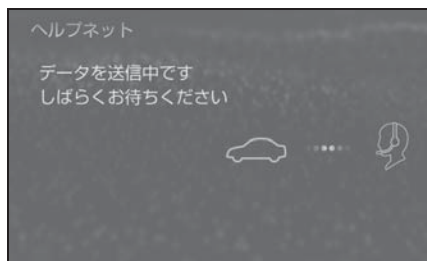 ヘルプネット
データを送信中です
しばらくお待ちください